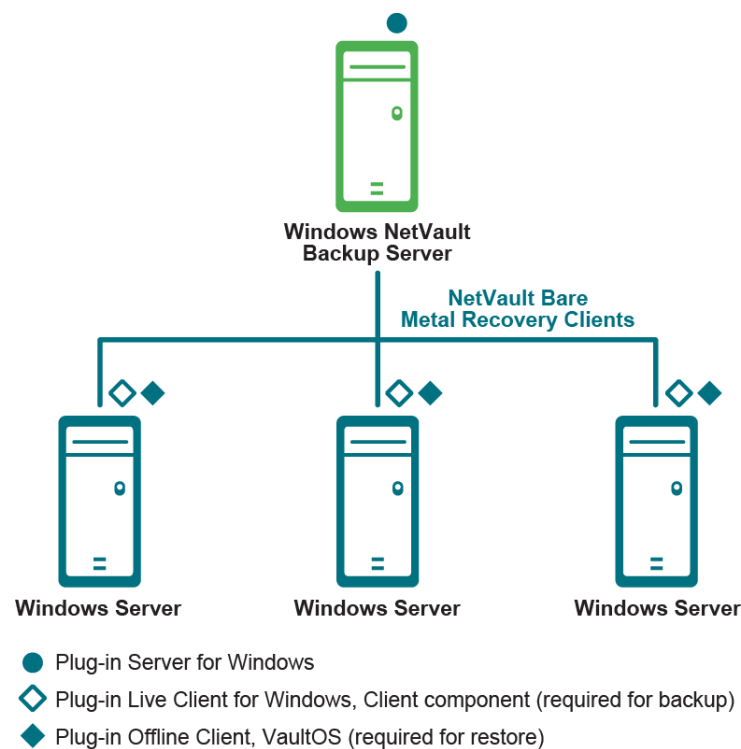 Windows NetVault
Backup Server
NetVault Bare
Metal Recovery Clients
Windows Server
Windows Server
Windows Server
Plug-in Server for Windows
Plug-in Live Client for Windows, Client component (required for backup)
Plug-in Offline Client, VaultOS (required for restore)